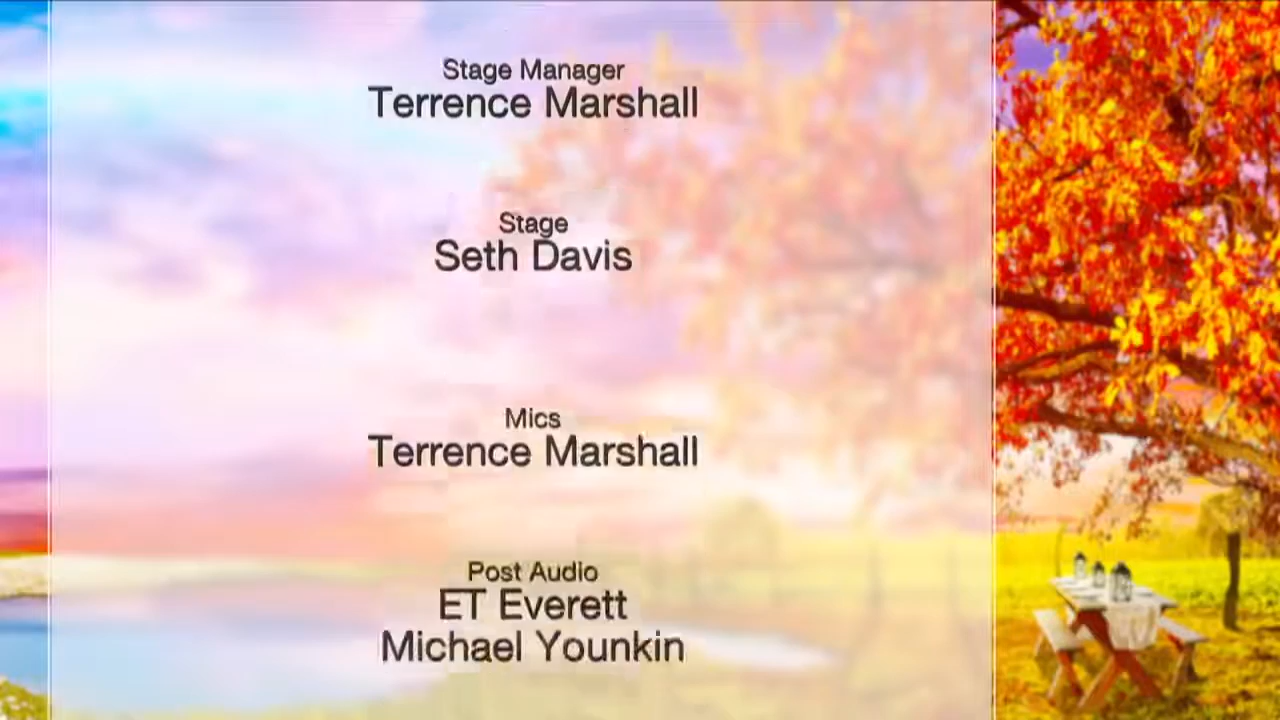 Stage Manager
Terrence Marshall
Stage
Seth Davis
Mics
Terrence Marshall
Post Audio
ET Everett
Michael Younkin